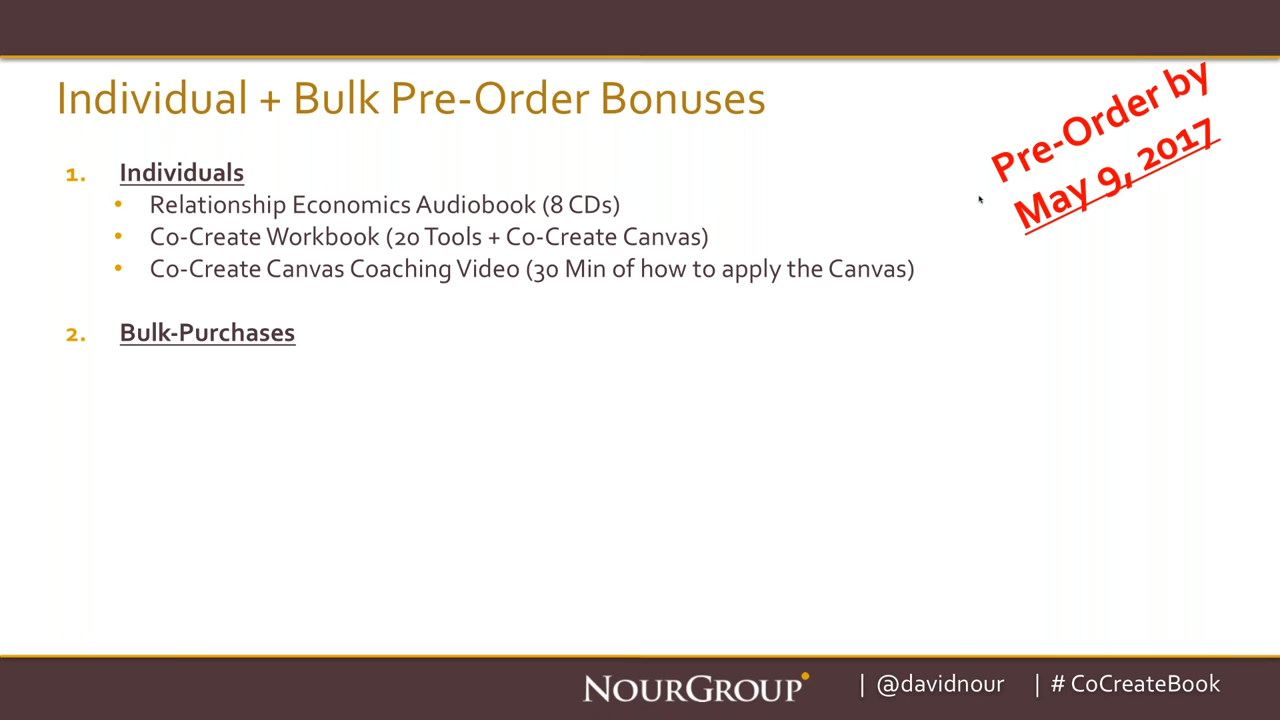 Individual + Bulk Pre-Order Bonuses
Pre-Order by
May 9, 2017
1. Individuals
• Relationship Economics Audiobook (8 CDs)
• Co-Create Workbook (20 Tools + Co-Create Canvas)
• Co-Create Canvas Coaching Video (30 Min of how to apply the Canvas)
2. Bulk-Purchases
NOURGROUP | @davidnour | # CoCreateBook